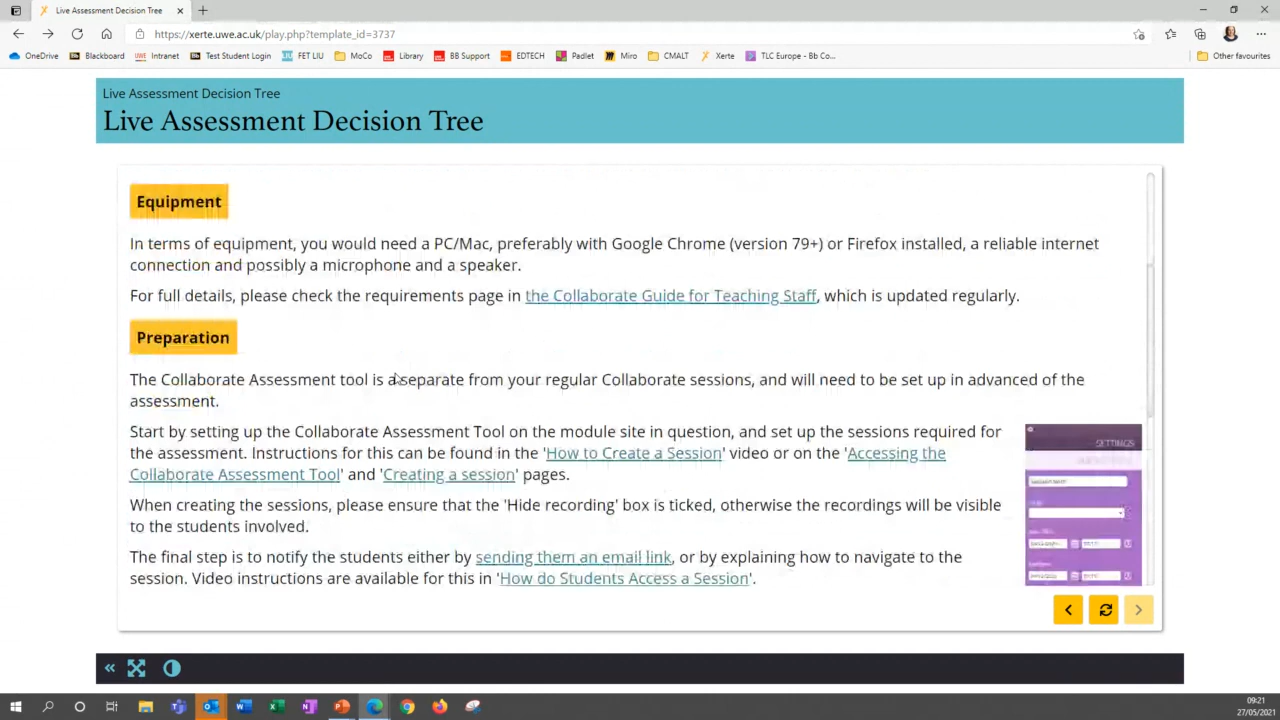 Live Assessment Decision Tree
https://xerte.uwe.ac.uk/play.php?template_id=3737
OneDrive Blackboard UWE Intranet Bb Test Student Login FET LIU MoCo Library BB Support EDTECH Padlet Miro CMALT Xerte TLC Europe - Bb Co... Other favourites
Live Assessment Decision Tree
Live Assessment Decision Tree
Equipment
In terms of equipment, you would need a PC/Mac, preferably with Google Chrome (version 79+) or Firefox installed, a reliable internet
connection and possibly a microphone and a speaker.
For full details, please check the requirements page in the Collaborate Guide for Teaching Staff, which is updated regularly.
Preparation
The Collaborate Assessment tool is a separate from your regular Collaborate sessions, and will need to be set up in advanced of the
assessment.
Start by setting up the Collaborate Assessment Tool on the module site in question, and set up the sessions required for
the assessment. Instructions for this can be found in the 'How to Create a Session' video or on the 'Accessing the
Collaborate Assessment Tool' and 'Creating a session' pages.
When creating the sessions, please ensure that the 'Hide recording' box is ticked, otherwise the recordings will be visible
to the students involved.
The final step is to notify the students either by sending them an email link, or by explaining how to navigate to the
session. Video instructions are available for this in 'How do Students Access a Session'.
SETTINGS
09:21
27/05/2021